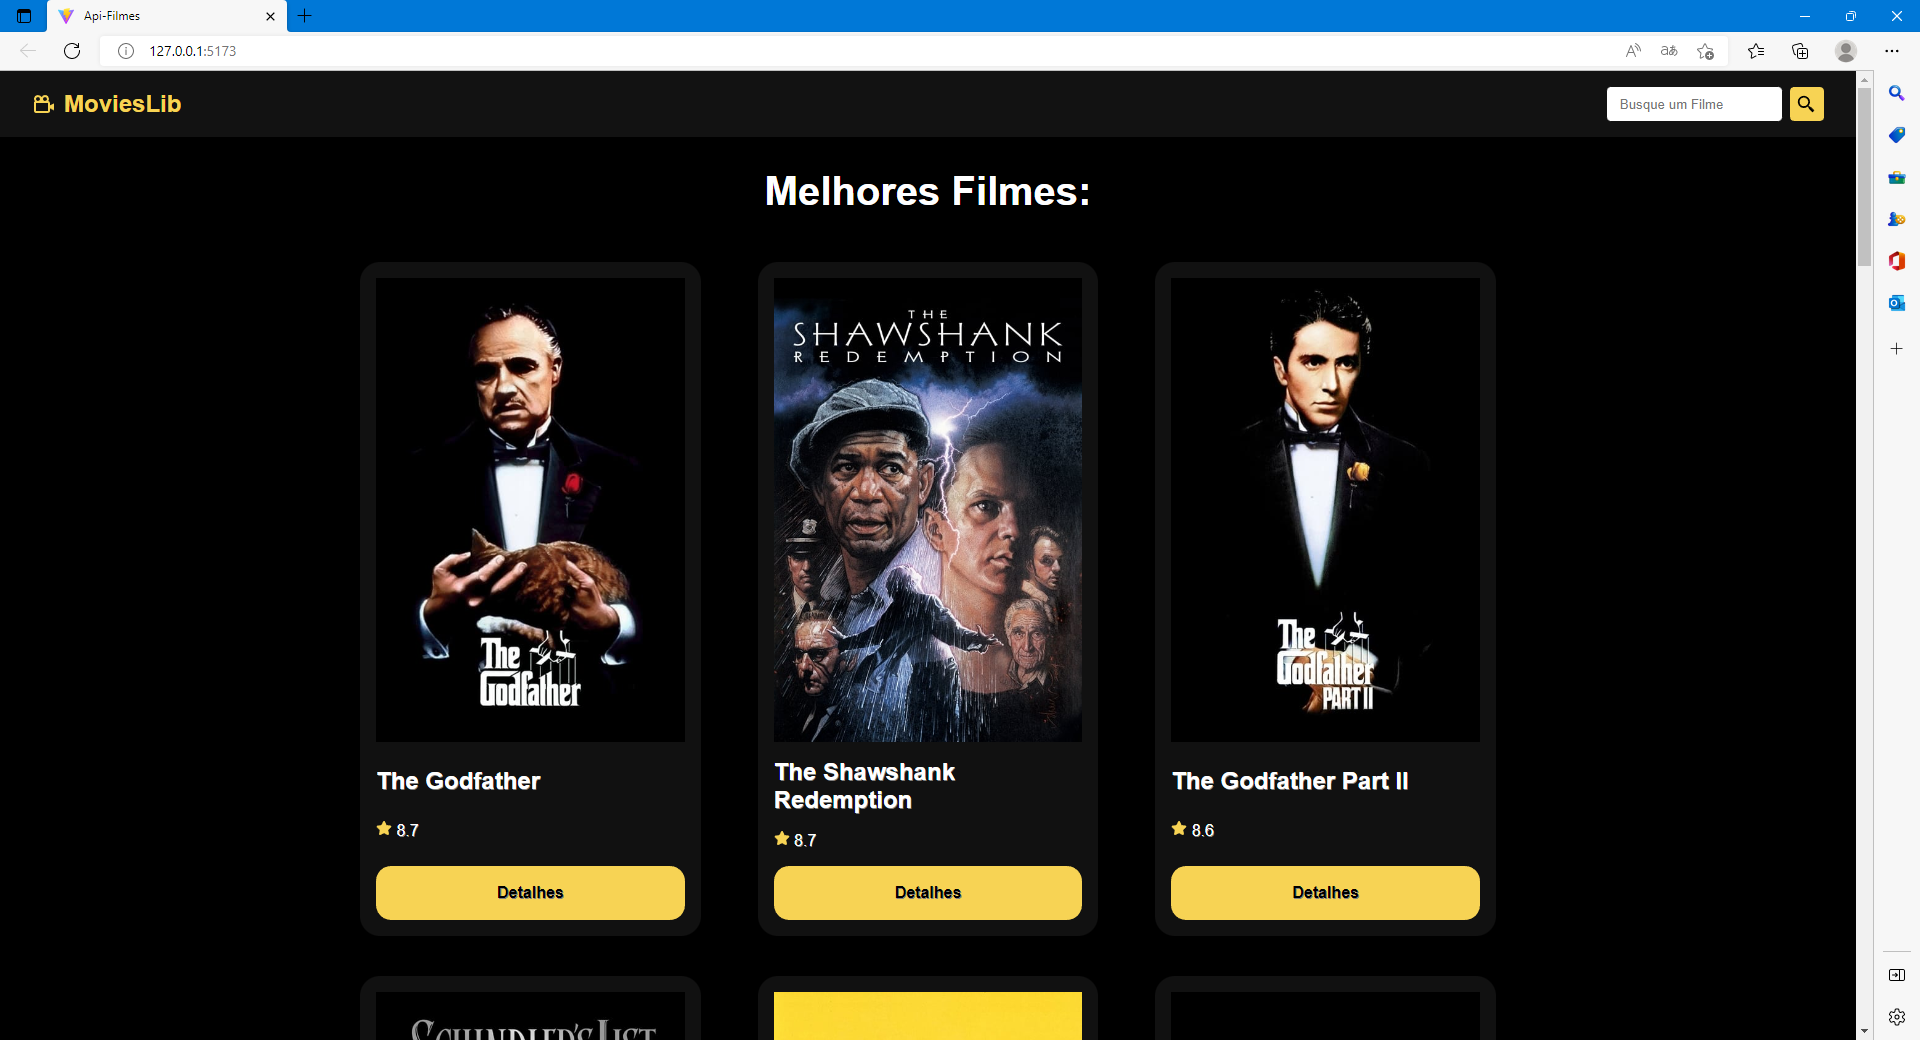 Api-Filmes
127.0.0.1:5173
MoviesLib
Busque um Filme
Melhores Filmes:
The
Godfather
THE
SHAWSHANK
REDEMPTION
The
Godfather
PART II
The Godfather
The Shawshank
Redemption
The Godfather Part II
8.7
8.7
8.6
Detalhes
Detalhes
Detalhes
SCHINDLER'S LIST